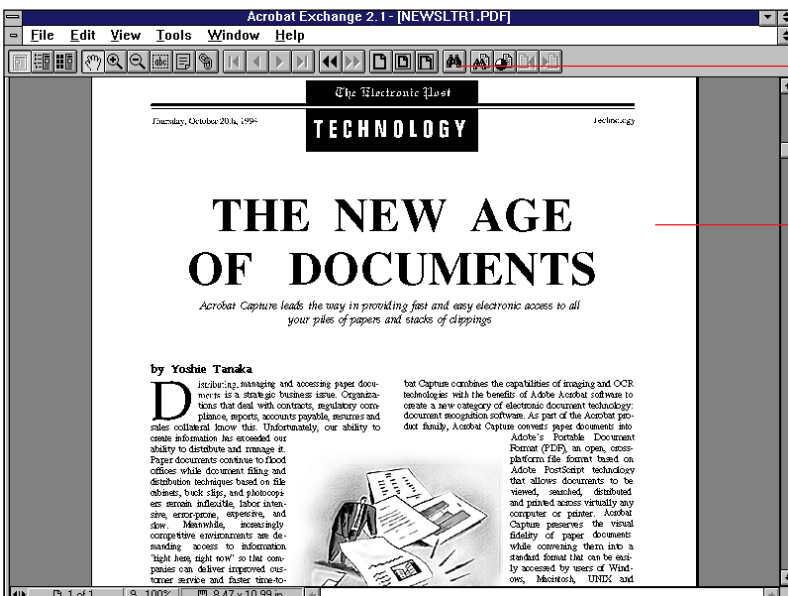 Acrobat Exchange 2.1 - [NEWSLTR1.PDF]
File Edit View Tools Window Help
The Electronic Post
Thursday, October 20th, 1994
TECHNOLOGY
Technology
THE NEW AGE
OF DOCUMENTS
Acrobat Capture leads the way in providing fast and easy electronic access to all
your piles of papers and stacks of clippings
by Yoshie Tanaka
Distributing, managing and accessing paper docu-
ments is a strategic business issue. Organiza-
tions that deal with contracts, regulatory com-
pliance, reports, accounts payable, resumes and
sales collateral know this. Unfortunately, our ability to
create information has exceeded our
ability to distribute and manage it.
Paper documents continue to flood
offices while document filing and
distribution techniques based on file
cabinets, buck slips, and photocopi-
ers remain inflexible, labor inten-
sive, error-prone, expensive, and
slow. Meanwhile, increasingly
competitive environments are de-
manding access to information
"right here, right now" so that com-
panies can deliver improved cus-
tomer service and faster time-to-
bat Capture combines the capabilities of imaging and OCR
technologies with the benefits of Adobe Acrobat software to
create a new category of electronic document technology:
document recognition software. As part of the Acrobat pro-
duct family, Acrobat Capture converts paper documents into
Adobe's Portable Document
Format (PDF), an open, cross-
platform file format based on
Adobe PostScript technology
that allows documents to be
viewed, searched, distributed
and printed across virtually any
computer or printer. Acrobat
Capture preserves the visual
fidelity of paper documents
while converting them into a
standard format that can be easi-
ly accessed by users of Wind-
ows, Macintosh, UNIX and
1 of 1 100% 8.47 x 10.99 in